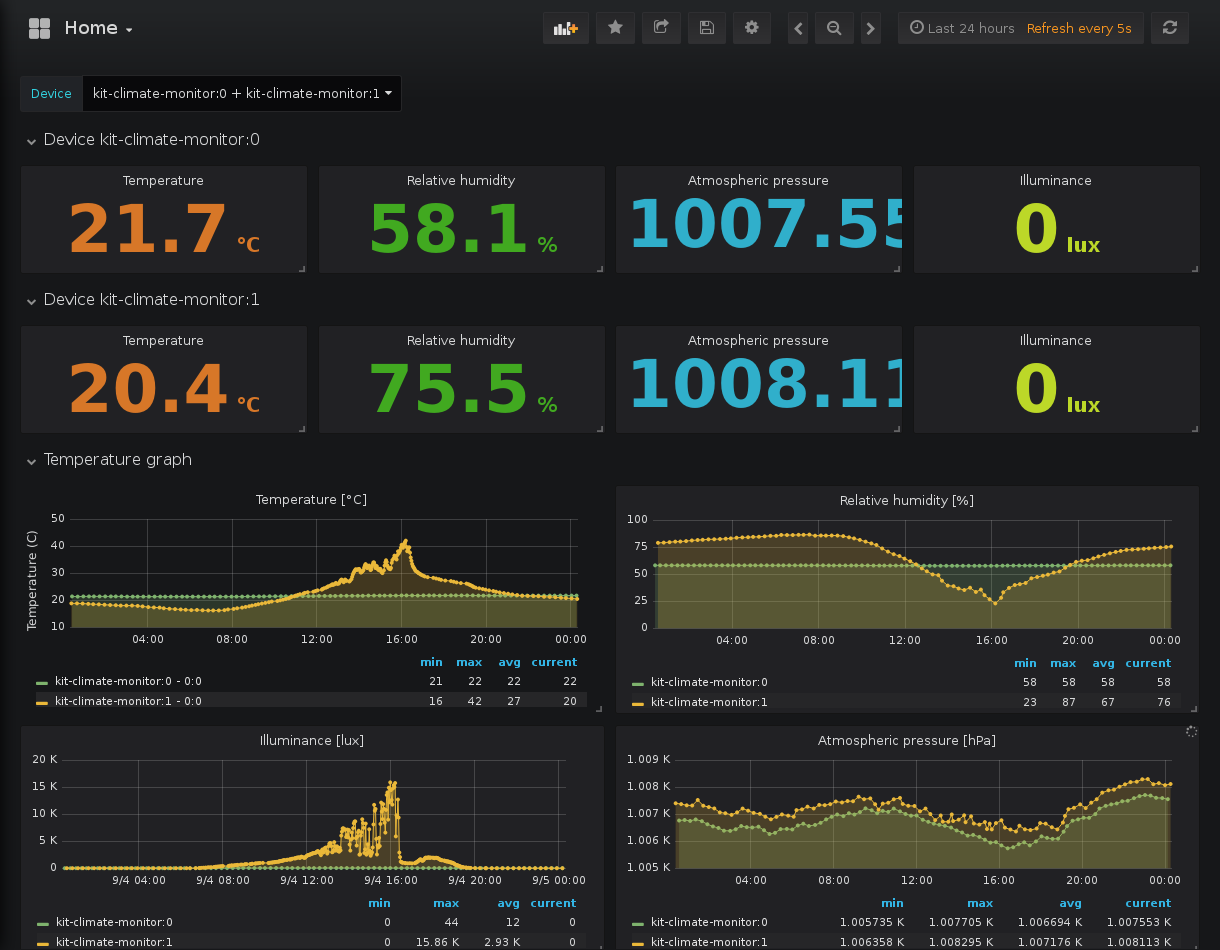 Home
Last 24 hours Refresh every 5s
Device kit-climate-monitor:0 + kit-climate-monitor:1
Device kit-climate-monitor:0
Temperature Relative humidity Atmospheric pressure Illuminance
21.7 °C 58.1 % 1007.55 0 lux
Device kit-climate-monitor:1
Temperature Relative humidity Atmospheric pressure Illuminance
20.4 °C 75.5 % 1008.11 0 lux
Temperature graph
Temperature [°C]
Temperature (C)
50
40
30
20
10
04:00 08:00 12:00 16:00 20:00 00:00
min max avg current
kit-climate-monitor:0 - 0:0 21 22 22 22
kit-climate-monitor:1 - 0:0 16 42 27 20
Relative humidity [%]
100
75
50
25
0
04:00 08:00 12:00 16:00 20:00 00:00
min max avg current
kit-climate-monitor:0 58 58 58 58
kit-climate-monitor:1 23 87 67 76
Illuminance [lux]
20 K
15 K
10 K
5 K
0
9/4 04:00 9/4 08:00 9/4 12:00 9/4 16:00 9/4 20:00 9/5 00:00
min max avg current
kit-climate-monitor:0 0 44 12 0
kit-climate-monitor:1 0 15.86 K 2.93 K 0
Atmospheric pressure [hPa]
1.009 K
1.008 K
1.007 K
1.006 K
1.005 K
04:00 08:00 12:00 16:00 20:00 00:00
min max avg current
kit-climate-monitor:0 1.005735 K 1.007705 K 1.006694 K 1.007553 K
kit-climate-monitor:1 1.006358 K 1.008295 K 1.007176 K 1.008113 K